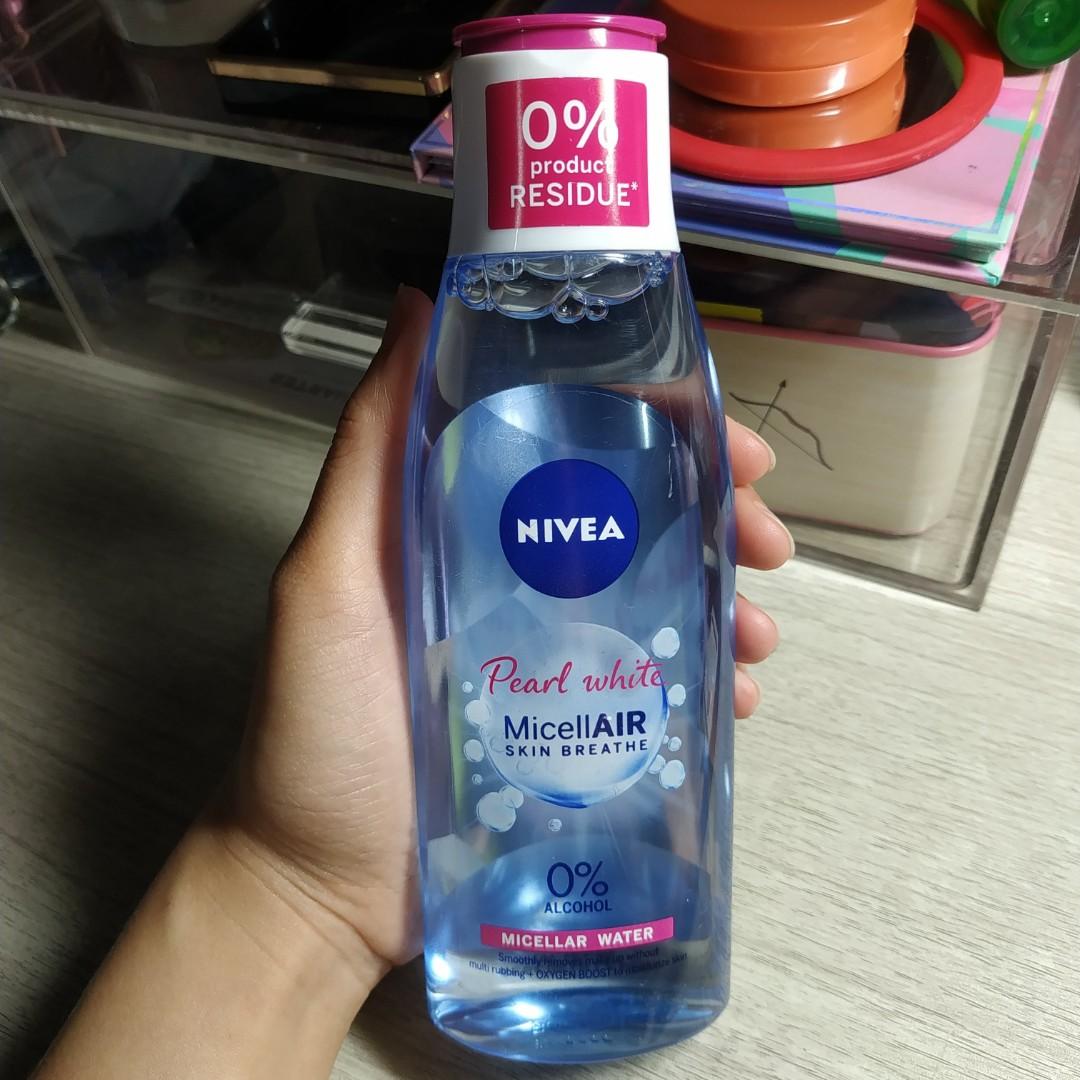 0%
product
RESIDUE*
NIVEA
Pearl white
MicellAIR
SKIN BREATHE
0%
ALCOHOL
MICELLAR WATER
Smoothly removes make up without
multi rubbing + OXYGEN BOOST to moisturize skin